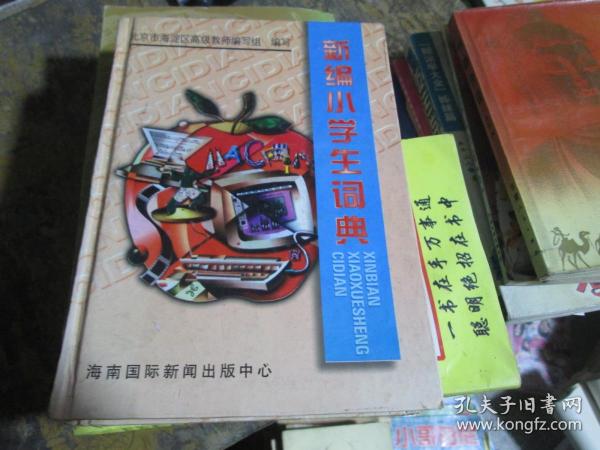 北京市海淀区高级教师编写组 编写
新编小学生词典
XINBIAN
XIAOXUESHENG
CIDIAN
海南国际新闻出版中心
一书在手万事通
聪明绝招在书中
孔夫子旧书网
www.kongfz.com